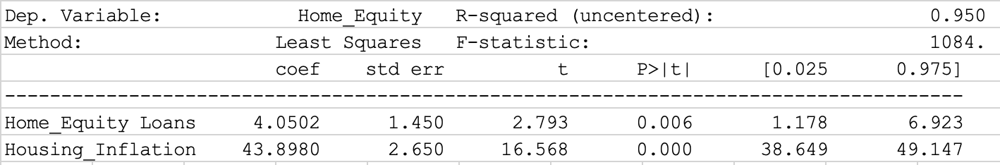 Dep. Variable: Home_Equity R-squared (uncentered): 0.950
Method: Least Squares F-statistic: 1084.
coef std err t P>|t| [0.025 0.975]
-------------------------------------------------------------------------------------
Home_Equity Loans 4.0502 1.450 2.793 0.006 1.178 6.923
Housing_Inflation 43.8980 2.650 16.568 0.000 38.649 49.147